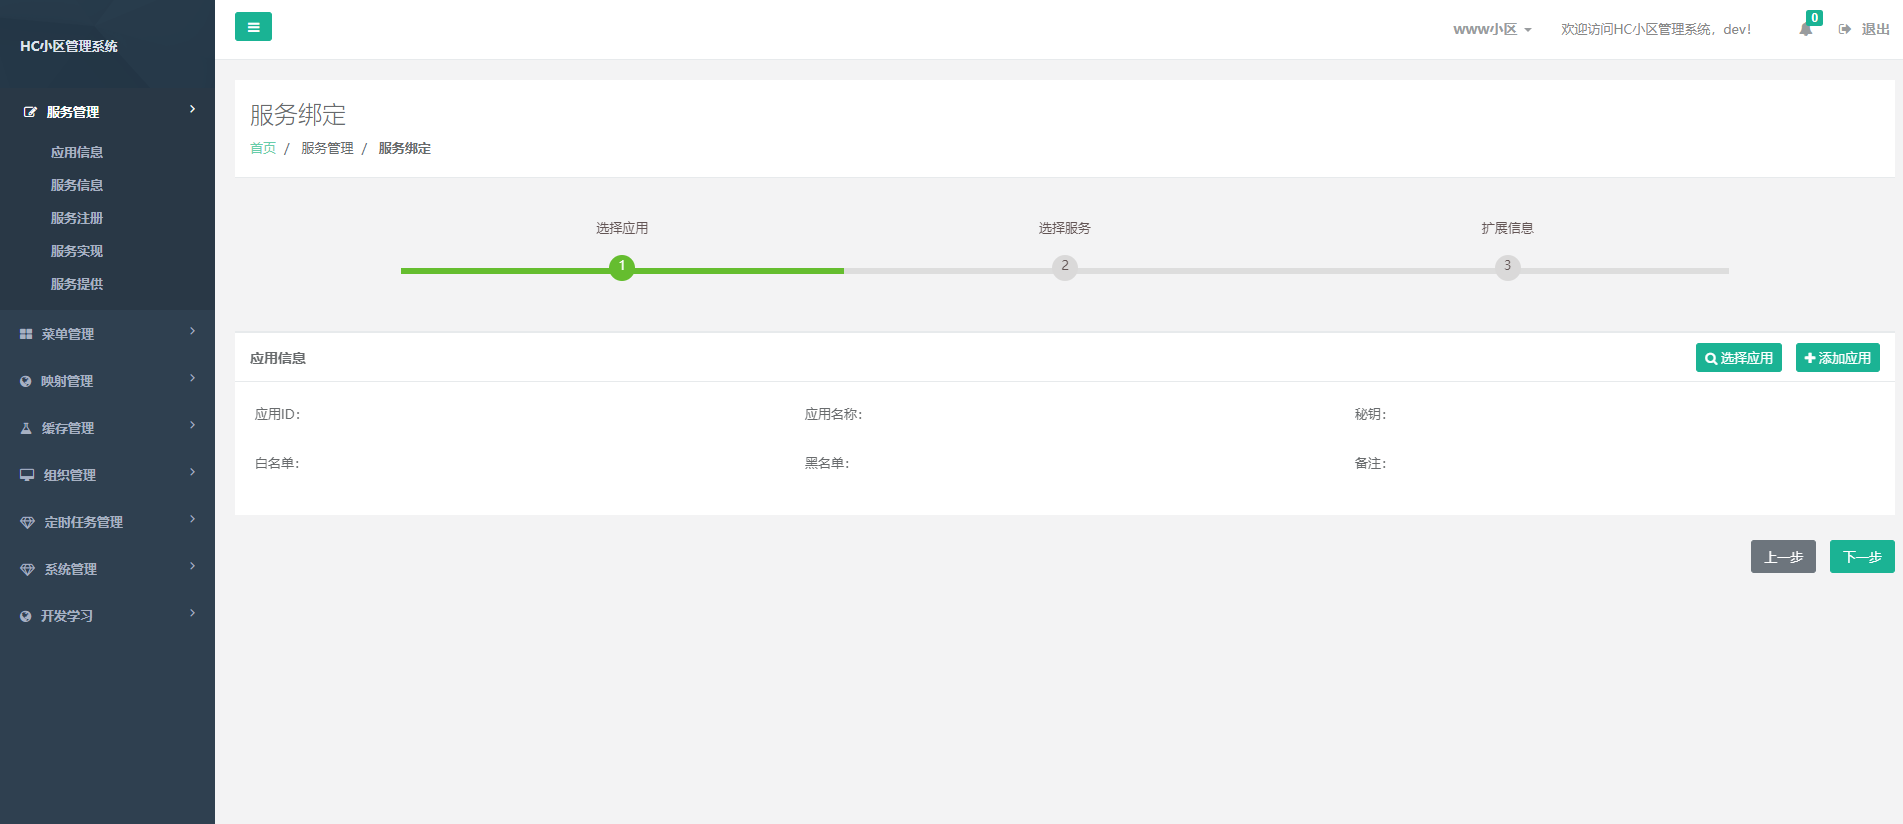 HC小区管理系统
www小区
欢迎访问HC小区管理系统，dev!
0
退出
服务管理
应用信息
服务信息
服务注册
服务实现
服务提供
菜单管理
映射管理
缓存管理
组织管理
定时任务管理
系统管理
开发学习
服务绑定
首页 / 服务管理 / 服务绑定
选择应用 选择服务 扩展信息
1 2 3
应用信息 选择应用 添加应用
应用ID： 应用名称： 秘钥：
白名单： 黑名单： 备注：
上一步 下一步